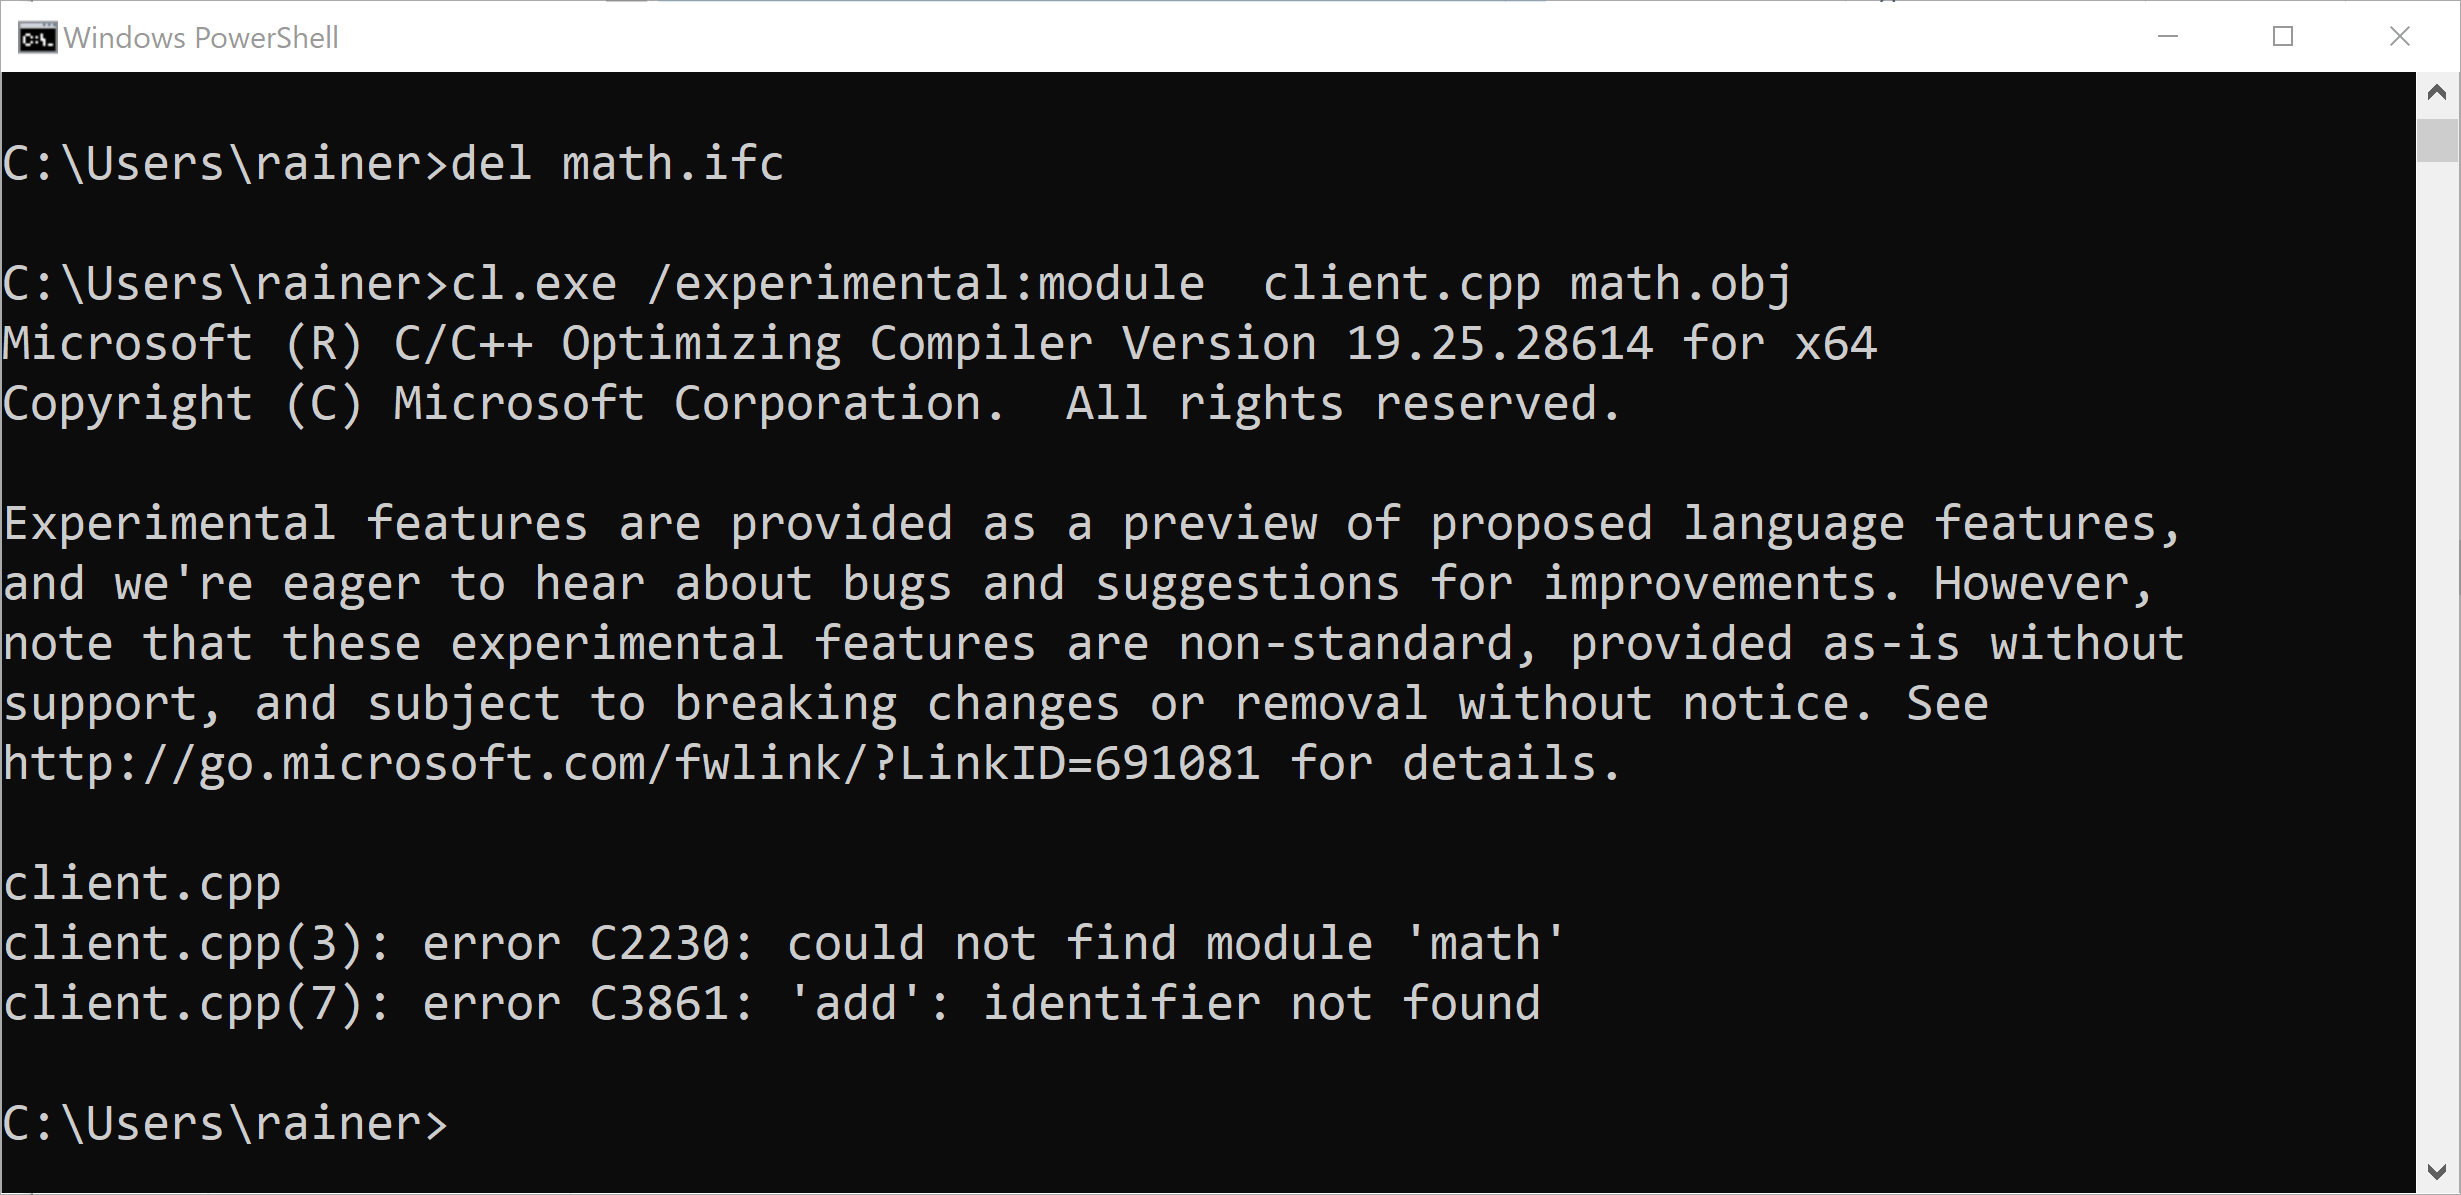 Windows PowerShell
C:\Users\rainer>del math.ifc
C:\Users\rainer>cl.exe /experimental:module  client.cpp math.obj
Microsoft (R) C/C++ Optimizing Compiler Version 19.25.28614 for x64
Copyright (C) Microsoft Corporation.  All rights reserved.
Experimental features are provided as a preview of proposed language features,
and we're eager to hear about bugs and suggestions for improvements. However,
note that these experimental features are non-standard, provided as-is without
support, and subject to breaking changes or removal without notice. See
http://go.microsoft.com/fwlink/?LinkID=691081 for details.
client.cpp
client.cpp(3): error C2230: could not find module 'math'
client.cpp(7): error C3861: 'add': identifier not found
C:\Users\rainer>